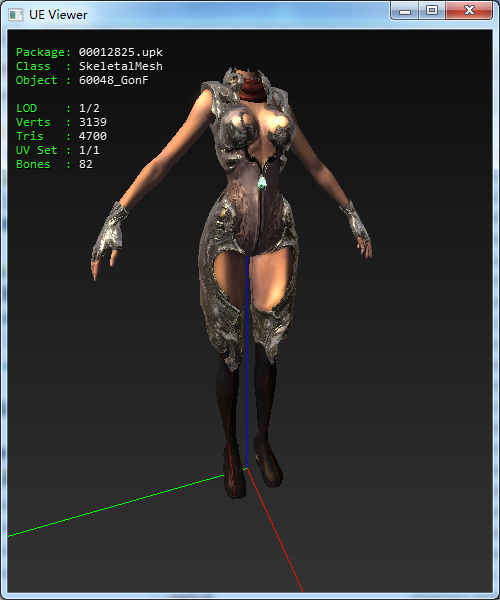 UE Viewer
Package: 00012825.upk
Class : SkeletalMesh
Object : 60048_GonF
LOD : 1/2
Verts : 3139
Tris : 4700
UV Set : 1/1
Bones : 82